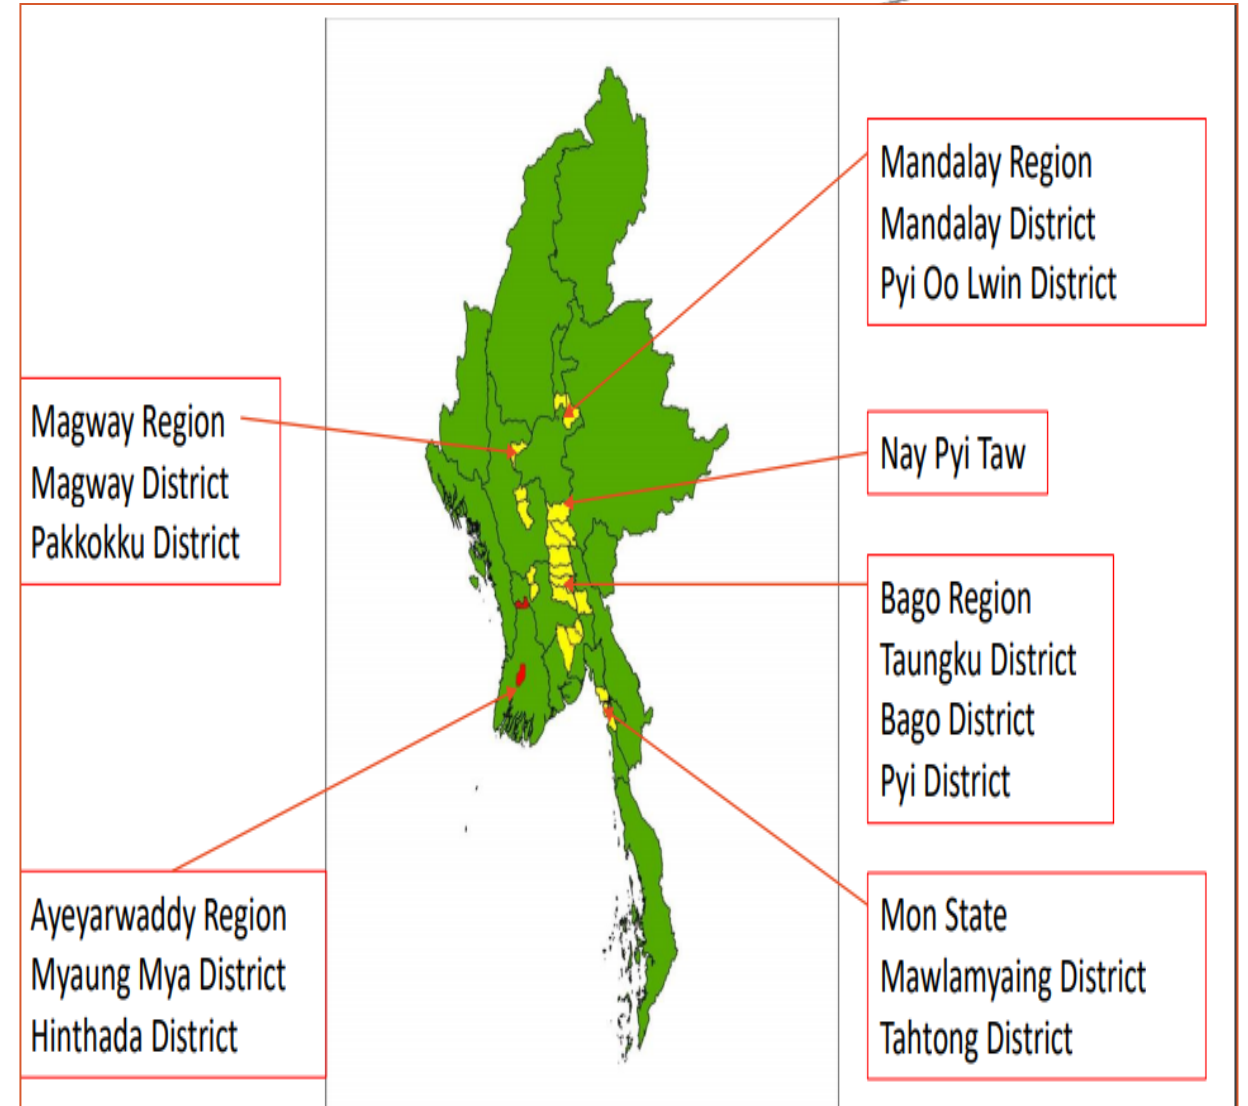 Mandalay Region
Mandalay District
Pyi Oo Lwin District
Magway Region
Magway District
Pakkokku District
Nay Pyi Taw
Bago Region
Taungku District
Bago District
Pyi District
Ayeyarwaddy Region
Myaung Mya District
Hinthada District
Mon State
Mawlamyaing District
Tahtong District